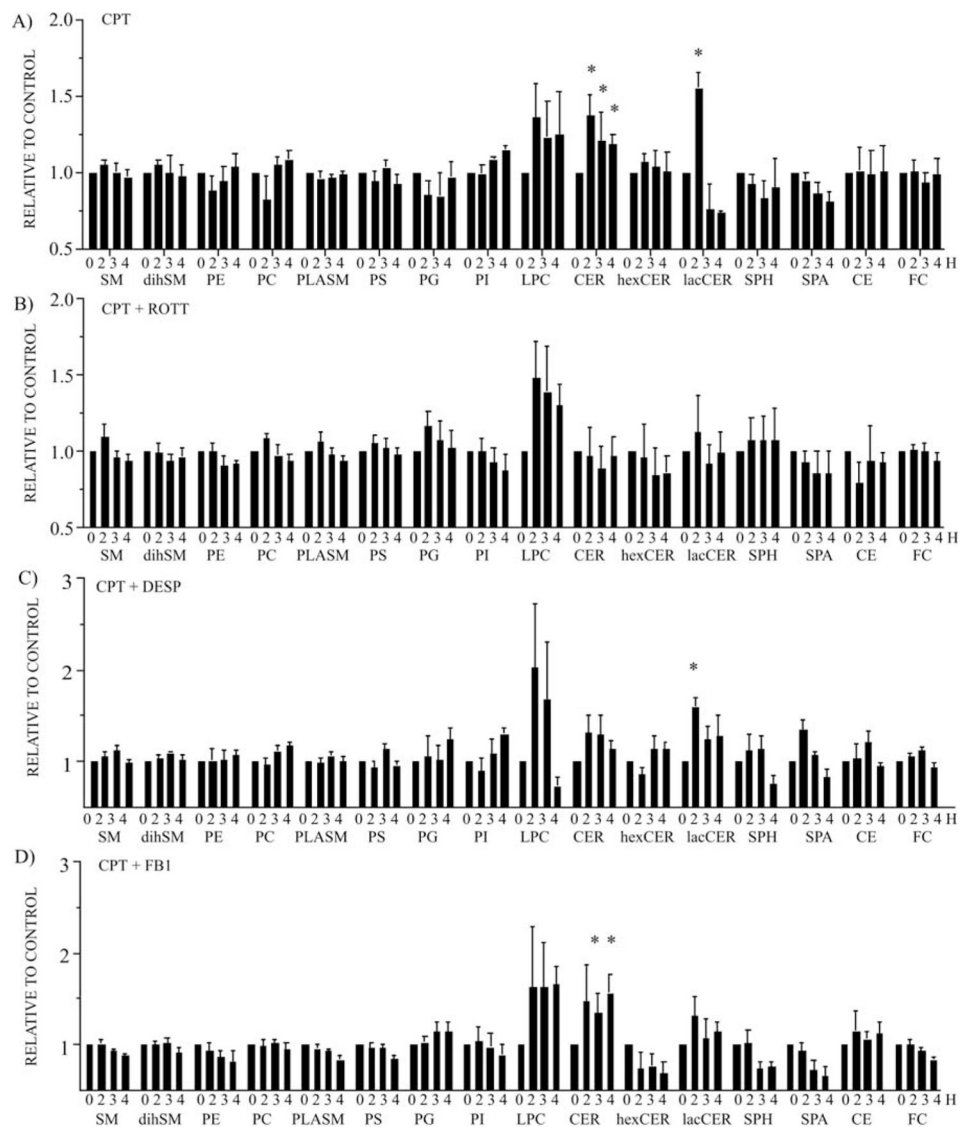 A) CPT
RELATIVE TO CONTROL
2.0
*
* *
*
1.5
1.0
0.5
0 2 3 4 0 2 3 4 0 2 3 4 0 2 3 4 0 2 3 4 0 2 3 4 0 2 3 4 0 2 3 4 0 2 3 4 0 2 3 4 0 2 3 4 0 2 3 4 0 2 3 4 0 2 3 4 0 2 3 4 0 2 3 4 H
SM dihSM PE PC PLASM PS PG PI LPC CER hexCER lacCER SPH SPA CE FC
B) CPT + ROTT
RELATIVE TO CONTROL
2.0
1.5
1.0
0.5
0 2 3 4 0 2 3 4 0 2 3 4 0 2 3 4 0 2 3 4 0 2 3 4 0 2 3 4 0 2 3 4 0 2 3 4 0 2 3 4 0 2 3 4 0 2 3 4 0 2 3 4 0 2 3 4 0 2 3 4 0 2 3 4 H
SM dihSM PE PC PLASM PS PG PI LPC CER hexCER lacCER SPH SPA CE FC
C) CPT + DESP
RELATIVE TO CONTROL
3
2
*
1
0 2 3 4 0 2 3 4 0 2 3 4 0 2 3 4 0 2 3 4 0 2 3 4 0 2 3 4 0 2 3 4 0 2 3 4 0 2 3 4 0 2 3 4 0 2 3 4 0 2 3 4 0 2 3 4 0 2 3 4 0 2 3 4 H
SM dihSM PE PC PLASM PS PG PI LPC CER hexCER lacCER SPH SPA CE FC
D) CPT + FB1
RELATIVE TO CONTROL
3
2
* *
1
0 2 3 4 0 2 3 4 0 2 3 4 0 2 3 4 0 2 3 4 0 2 3 4 0 2 3 4 0 2 3 4 0 2 3 4 0 2 3 4 0 2 3 4 0 2 3 4 0 2 3 4 0 2 3 4 0 2 3 4 0 2 3 4 H
SM dihSM PE PC PLASM PS PG PI LPC CER hexCER lacCER SPH SPA CE FC